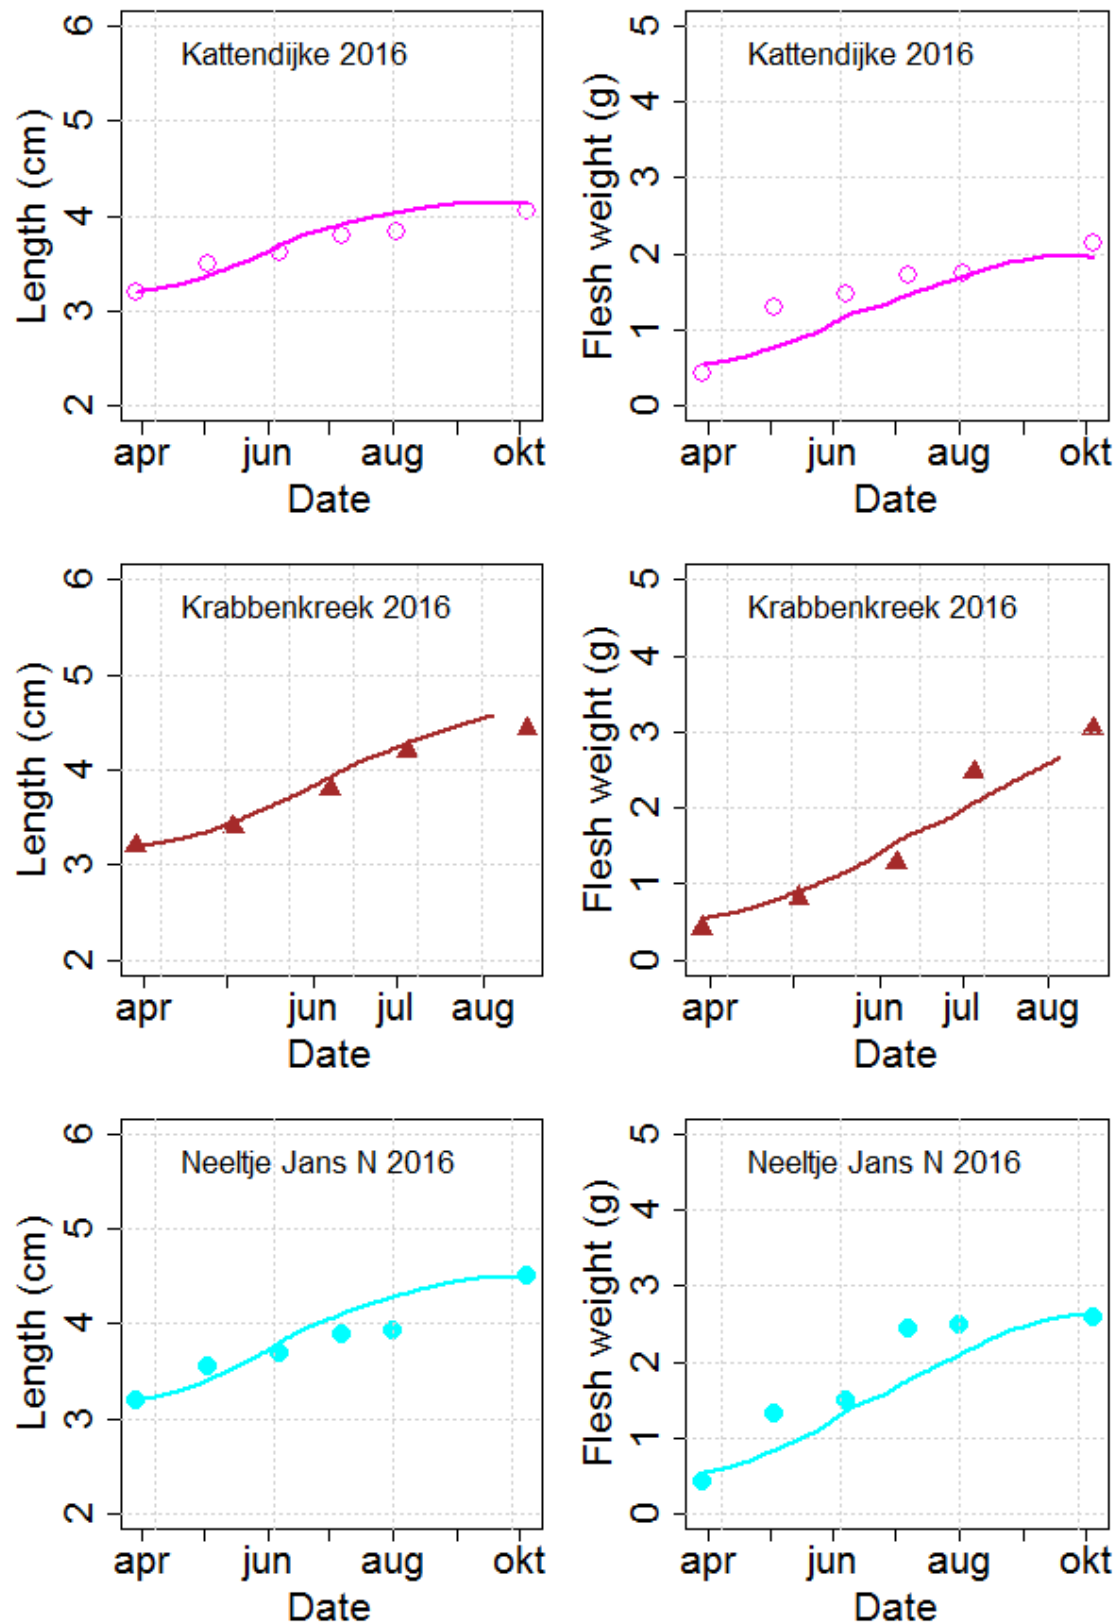 Kattendijke 2016
Length (cm)
6
5
4
3
2
apr jun aug okt
Date
Kattendijke 2016
Flesh weight (g)
5
4
3
2
1
0
apr jun aug okt
Date
Krabbenkreek 2016
Length (cm)
6
5
4
3
2
apr jun jul aug
Date
Krabbenkreek 2016
Flesh weight (g)
5
4
3
2
1
0
apr jun jul aug
Date
Neeltje Jans N 2016
Length (cm)
6
5
4
3
2
apr jun aug okt
Date
Neeltje Jans N 2016
Flesh weight (g)
5
4
3
2
1
0
apr jun aug okt
Date